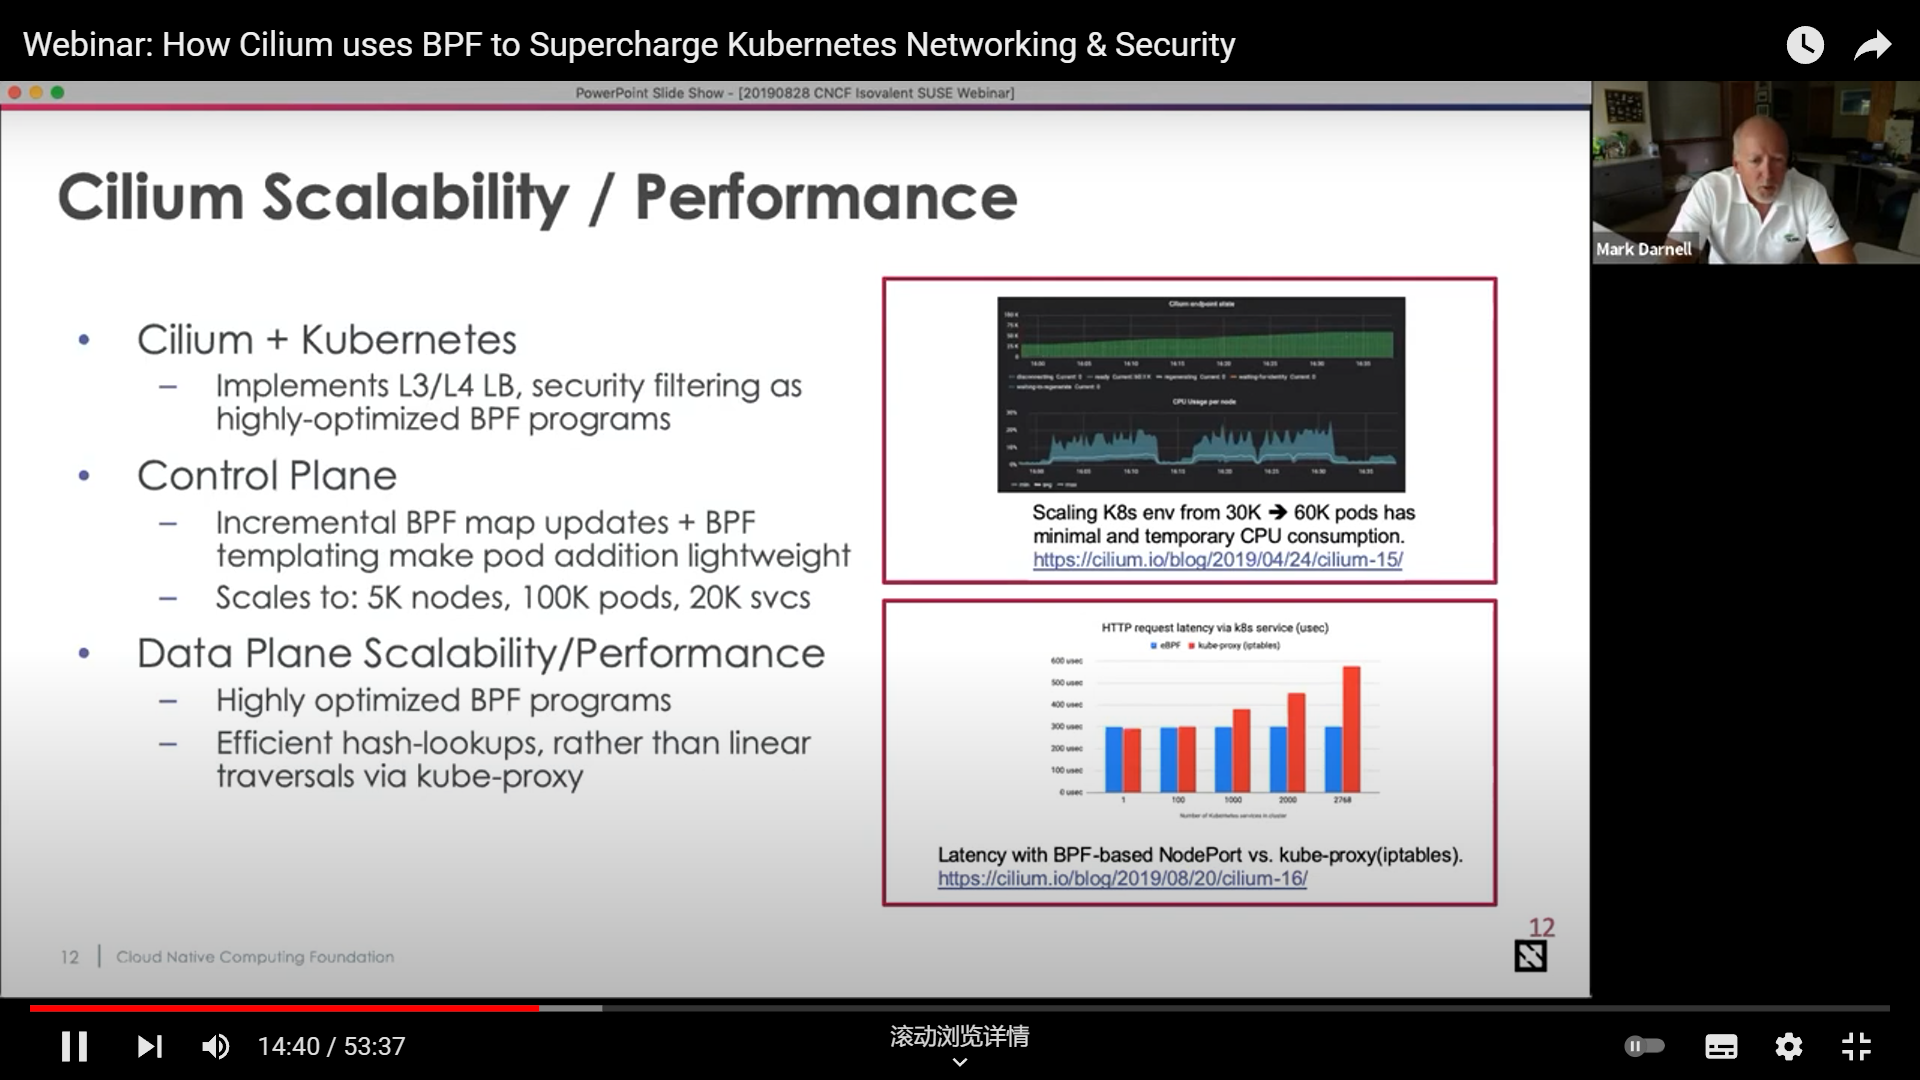 Webinar: How Cilium uses BPF to Supercharge Kubernetes Networking & Security
PowerPoint Slide Show - [20190828 CNCF Isovalent SUSE Webinar]
Cilium Scalability / Performance
• Cilium + Kubernetes
– Implements L3/L4 LB, security filtering as
highly-optimized BPF programs
• Control Plane
– Incremental BPF map updates + BPF
templating make pod addition lightweight
– Scales to: 5K nodes, 100K pods, 20K svcs
• Data Plane Scalability/Performance
– Highly optimized BPF programs
– Efficient hash-lookups, rather than linear
traversals via kube-proxy
Cilium endpoint state
CPU Usage per node
Scaling K8s env from 30K → 60K pods has
minimal and temporary CPU consumption.
https://cilium.io/blog/2019/04/24/cilium-15/
HTTP request latency via k8s service (usec)
eBPF kube-proxy (iptables)
600 usec
500 usec
400 usec
300 usec
200 usec
100 usec
0 usec
1 100 1000 2000 2768
Number of Kubernetes services in cluster
Latency with BPF-based NodePort vs. kube-proxy(iptables).
https://cilium.io/blog/2019/08/20/cilium-16/
12
12 | Cloud Native Computing Foundation
Mark Darnell
14:40 / 53:37
滚动浏览详情